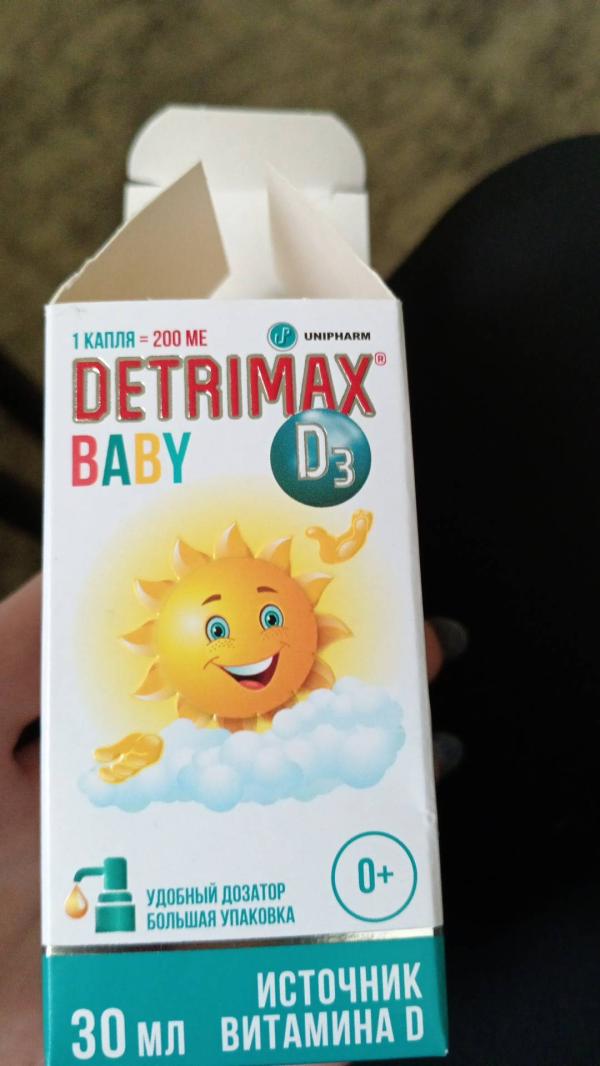 1 КАПЛЯ = 200 МЕ
UNIPHARM
DETRIMAX®
BABY
D3
0+
УДОБНЫЙ ДОЗАТОР
БОЛЬШАЯ УПАКОВКА
ИСТОЧНИК
30 МЛ ВИТАМИНА D